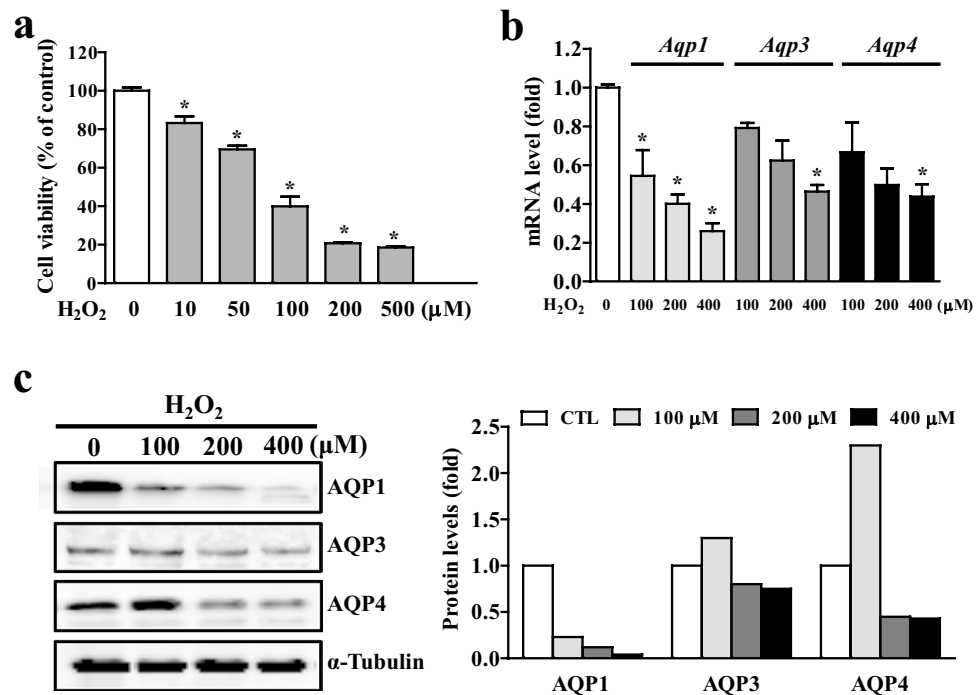 a
Cell viability (% of control)
120
100
80
60
40
20
0
* * * * *
H₂O₂ 0 10 50 100 200 500 (μM)
b
Aqp1 Aqp3 Aqp4
mRNA level (fold)
1.2
1.0
0.8
0.6
0.4
0.2
0.0
* * * * *
H₂O₂ 0 100 200 400 100 200 400 100 200 400 (μM)
c
H₂O₂
0 100 200 400 (μM)
AQP1
AQP3
AQP4
α-Tubulin
CTL 100 μM 200 μM 400 μM
Protein levels (fold)
2.5
2.0
1.5
1.0
0.5
0.0
AQP1 AQP3 AQP4